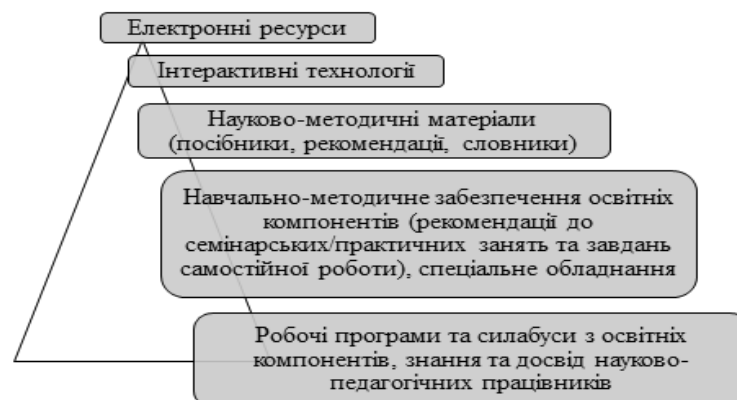 Електронні ресурси
Інтерактивні технології
Науково-методичні матеріали
(посібники, рекомендації, словники)
Навчально-методичне забезпечення освітніх
компонентів (рекомендації до
семінарських/практичних занять та завдань
самостійної роботи), спеціальне обладнання
Робочі програми та силабуси з освітніх
компонентів, знання та досвід науково-
педагогічних працівників